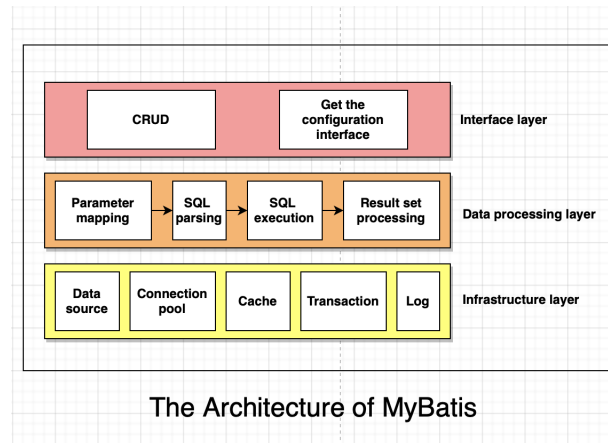 CRUD
Get the
configuration
interface
Interface layer
Parameter
mapping
SQL
parsing
SQL
execution
Result set
processing
Data processing layer
Data
source
Connection
pool
Cache
Transaction
Log
Infrastructure layer
The Architecture of MyBatis